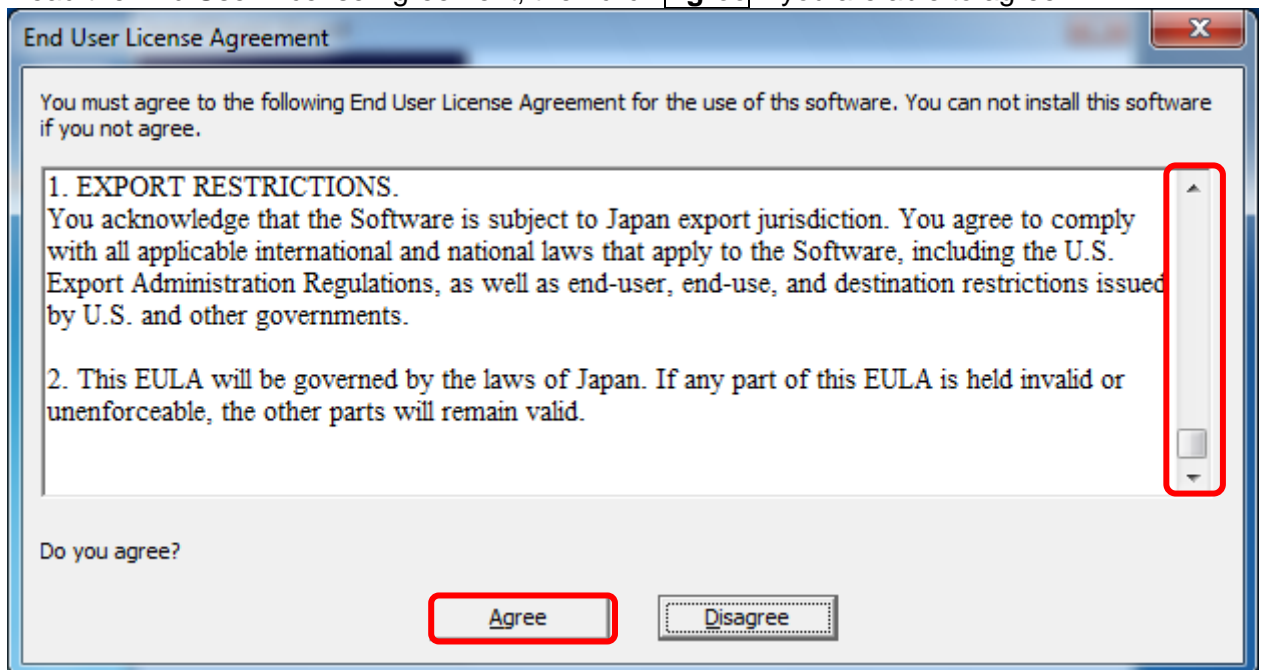 End User License Agreement
You must agree to the following End User License Agreement for the use of ths software. You can not install this software
if you not agree.
1. EXPORT RESTRICTIONS.
You acknowledge that the Software is subject to Japan export jurisdiction. You agree to comply
with all applicable international and national laws that apply to the Software, including the U.S.
Export Administration Regulations, as well as end-user, end-use, and destination restrictions issued
by U.S. and other governments.
2. This EULA will be governed by the laws of Japan. If any part of this EULA is held invalid or
unenforceable, the other parts will remain valid.
Do you agree?
Agree Disagree